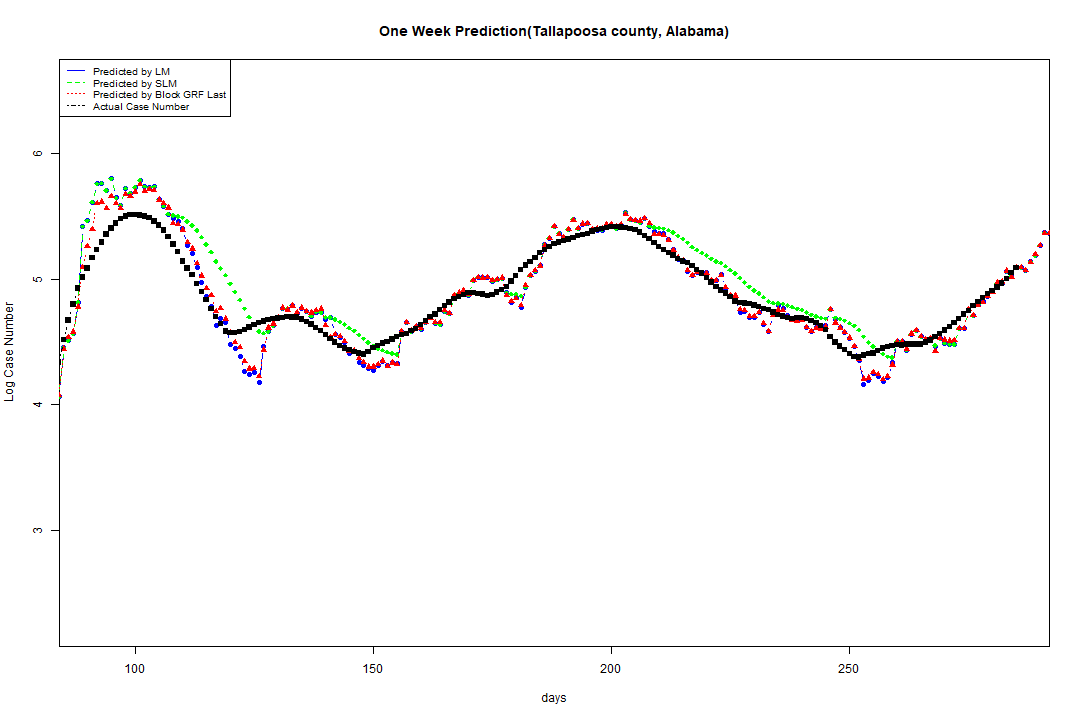 One Week Prediction(Tallapoosa county, Alabama)
Predicted by LM
Predicted by SLM
Predicted by Block GRF Last
Actual Case Number
6
5
4
3
Log Case Number
100 150 200 250
days